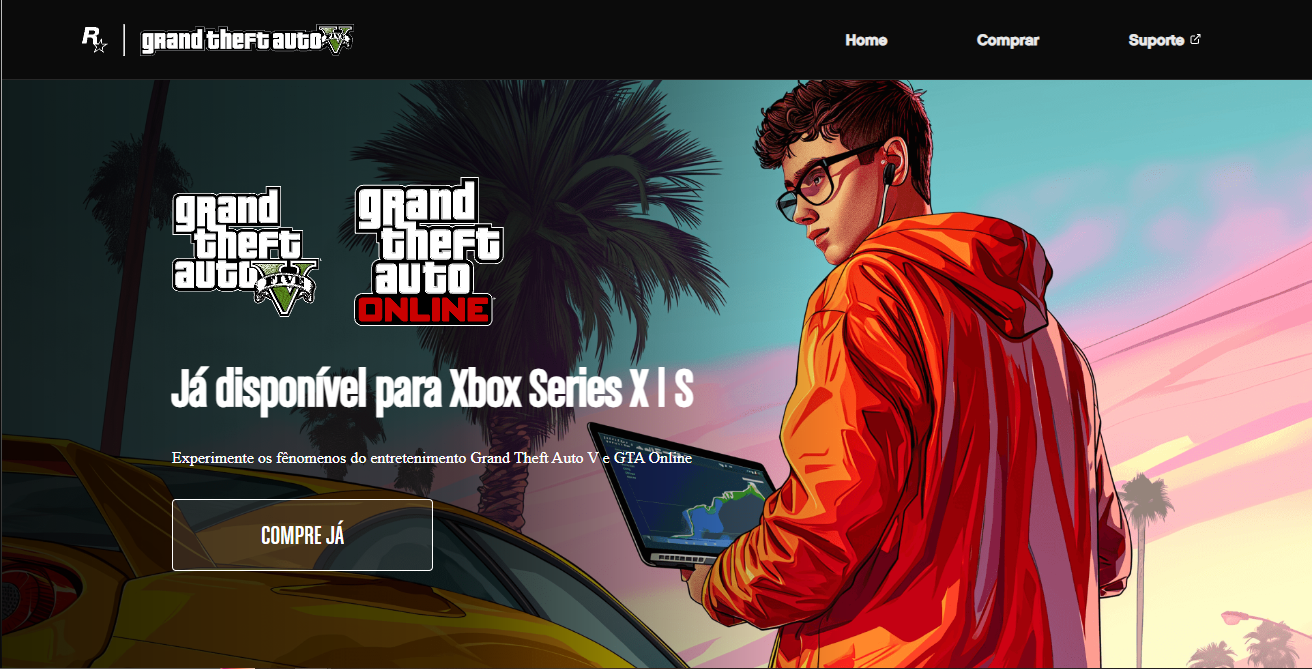 R
grand theft auto V
Home
Comprar
Suporte
grand
theft
auto V
FIVE
grand
theft
auto
ONLINE
Já disponível para Xbox Series X | S
Experimente os fênomenos do entretenimento Grand Theft Auto V e GTA Online
COMPRE JÁ